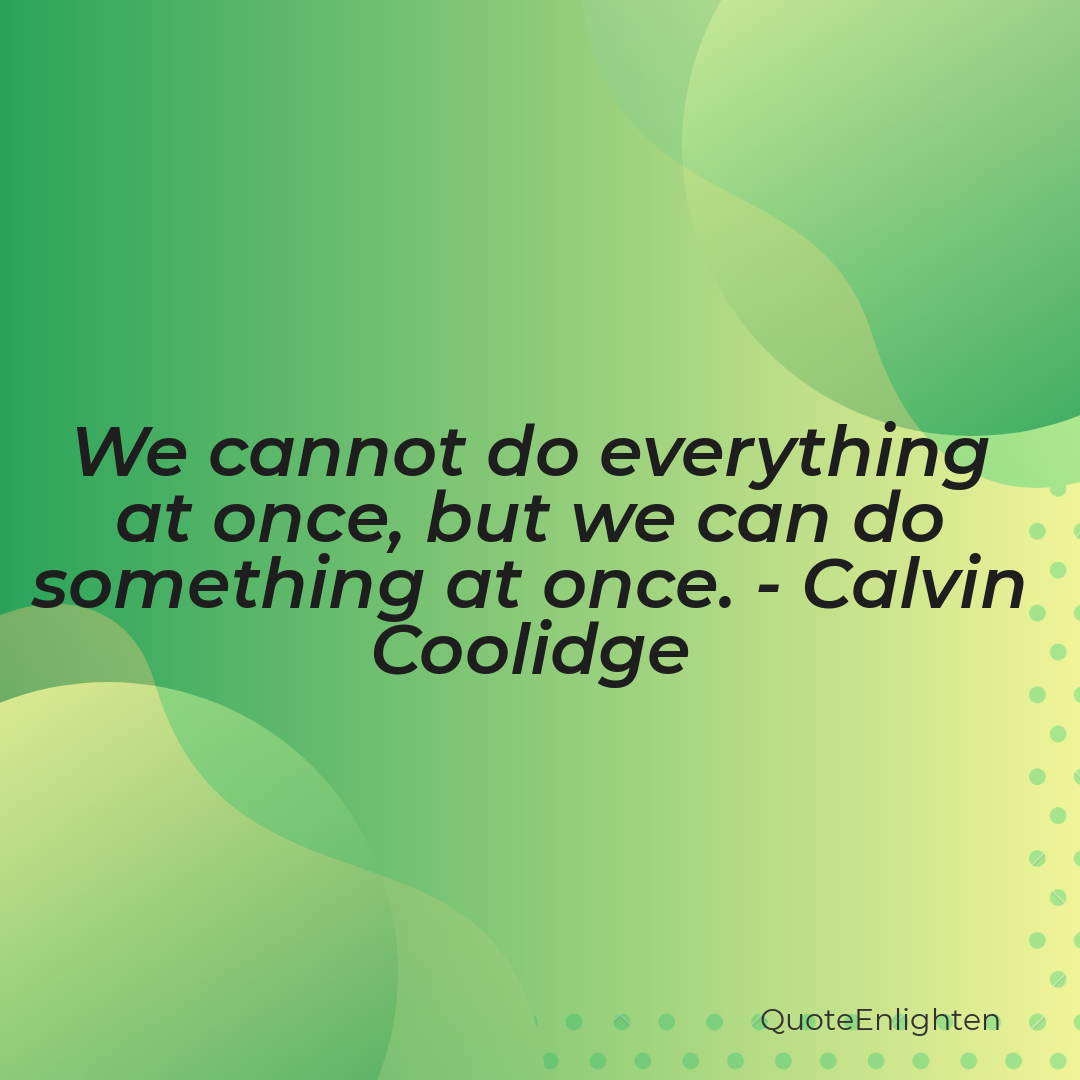 We cannot do everything
at once, but we can do
something at once. - Calvin
Coolidge
QuoteEnlighten